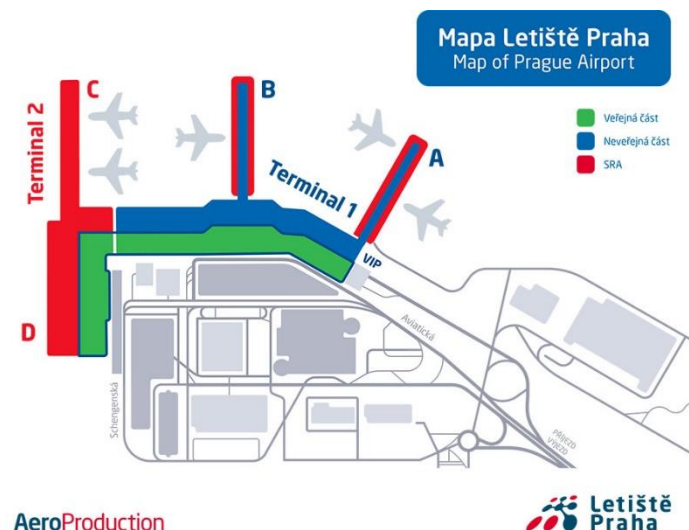 Mapa Letiště Praha
Map of Prague Airport
Veřejná část
Neveřejná část
SRA
C
B
A
Terminal 2
Terminal 1
VIP
D
Aviatická
Schengenská
PŘÍJEZD
VÝJEZD
AeroProduction
Letiště
Praha